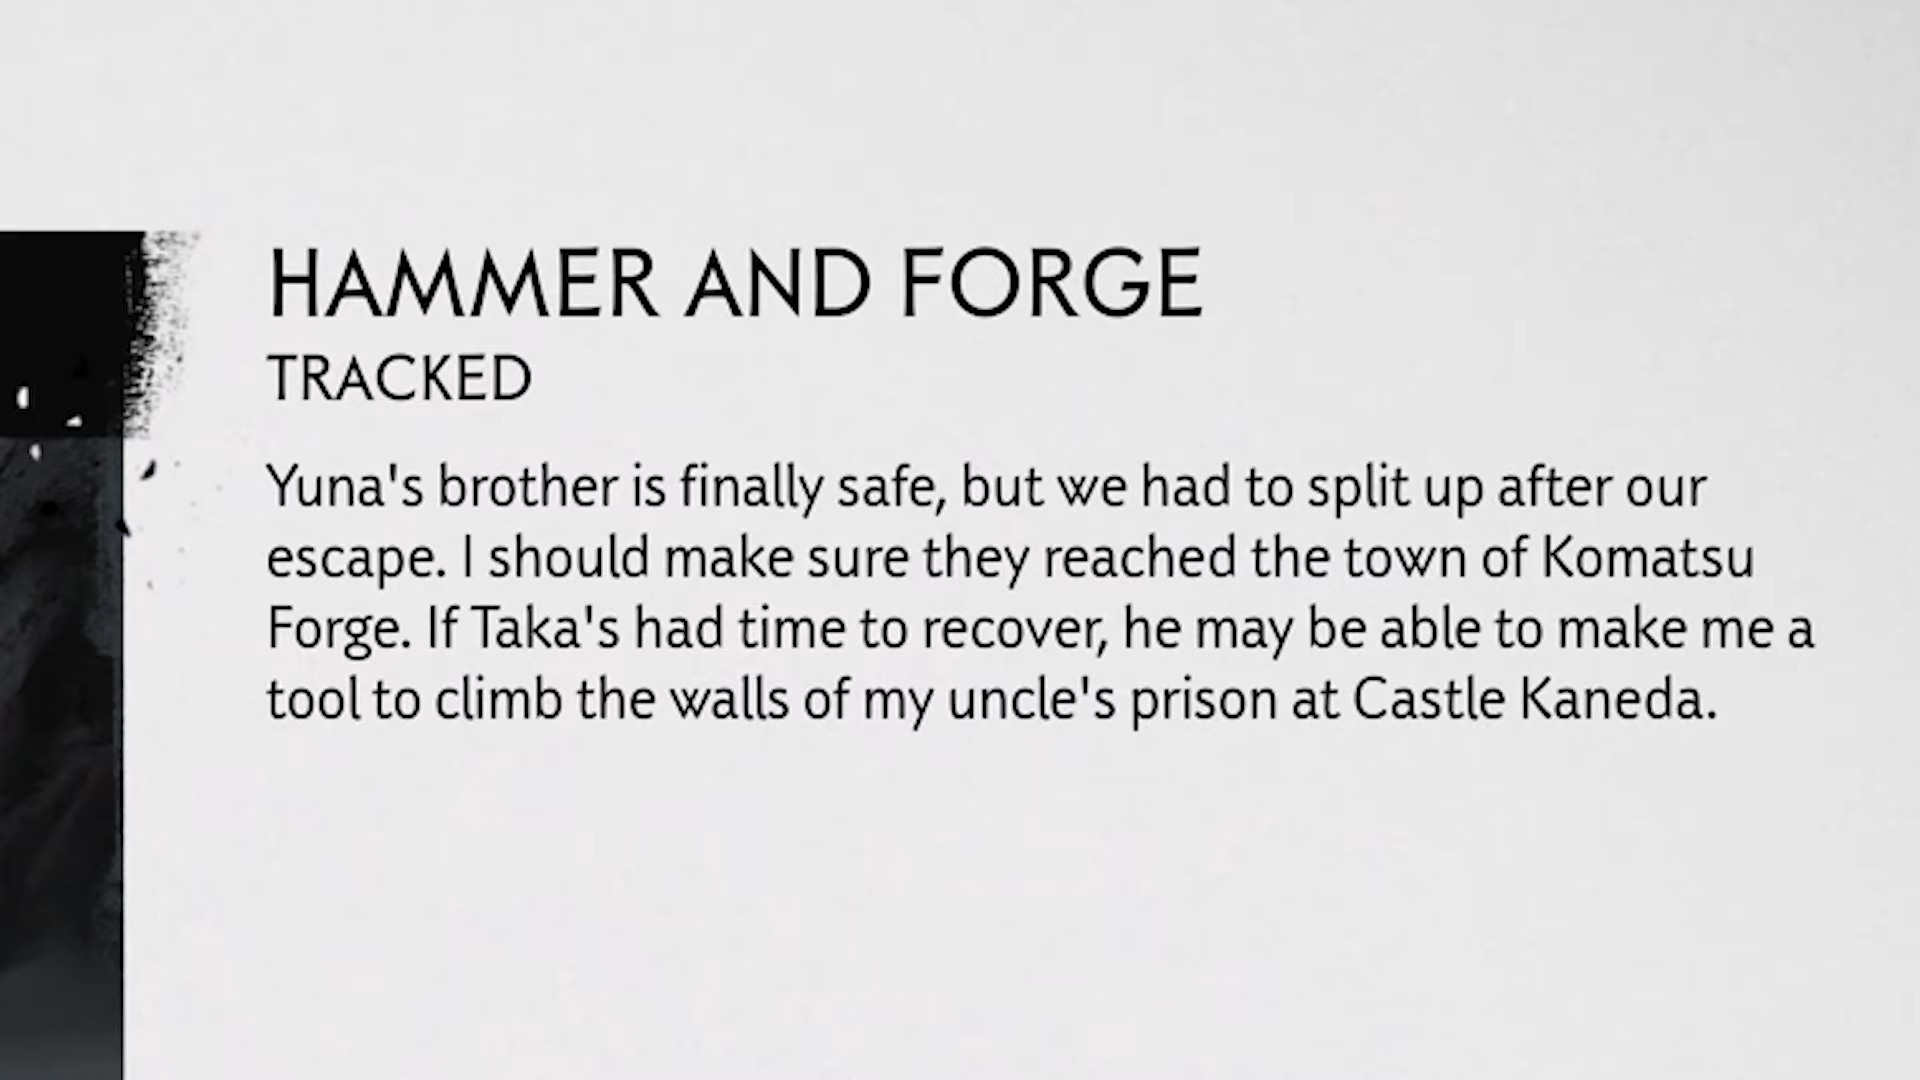 HAMMER AND FORGE
TRACKED
Yuna's brother is finally safe, but we had to split up after our
escape. I should make sure they reached the town of Komatsu
Forge. If Taka's had time to recover, he may be able to make me a
tool to climb the walls of my uncle's prison at Castle Kaneda.